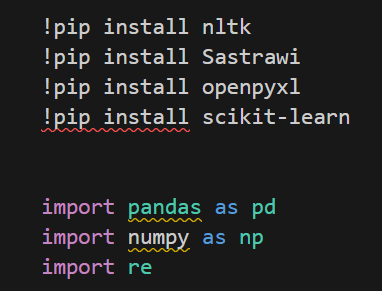 !pip install nltk
!pip install Sastrawi
!pip install openpyxl
!pip install scikit-learn
import pandas as pd
import numpy as np
import re